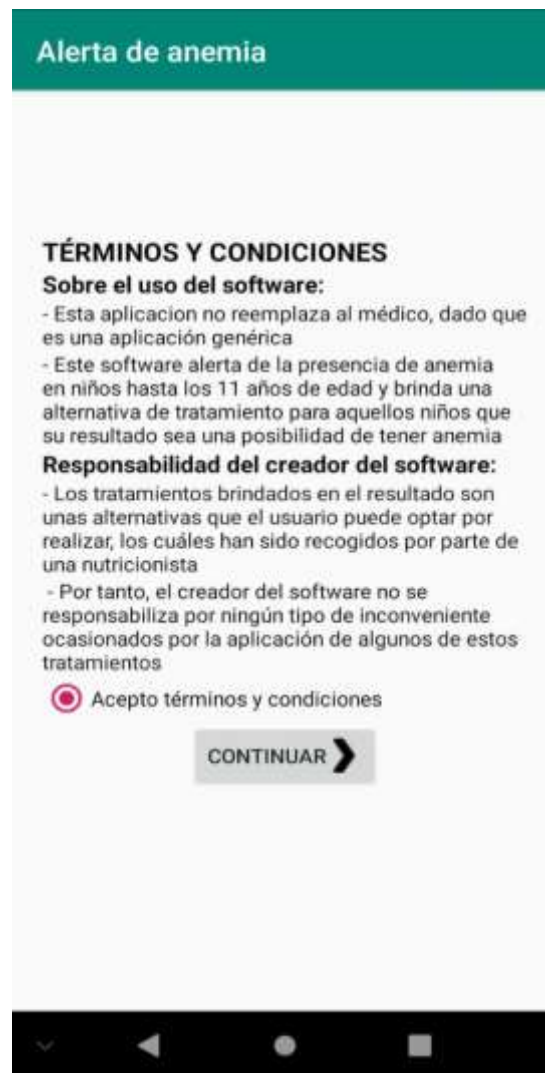 Alerta de anemia
TÉRMINOS Y CONDICIONES
Sobre el uso del software:
- Esta aplicacion no reemplaza al médico, dado que
es una aplicación genérica
- Este software alerta de la presencia de anemia
en niños hasta los 11 años de edad y brinda una
alternativa de tratamiento para aquellos niños que
su resultado sea una posibilidad de tener anemia
Responsabilidad del creador del software:
- Los tratamientos brindados en el resultado son
unas alternativas que el usuario puede optar por
realizar, los cuáles han sido recogidos por parte de
una nutricionista
- Por tanto, el creador del software no se
responsabiliza por ningún tipo de inconveniente
ocasionados por la aplicación de algunos de estos
tratamientos
Acepto términos y condiciones
CONTINUAR